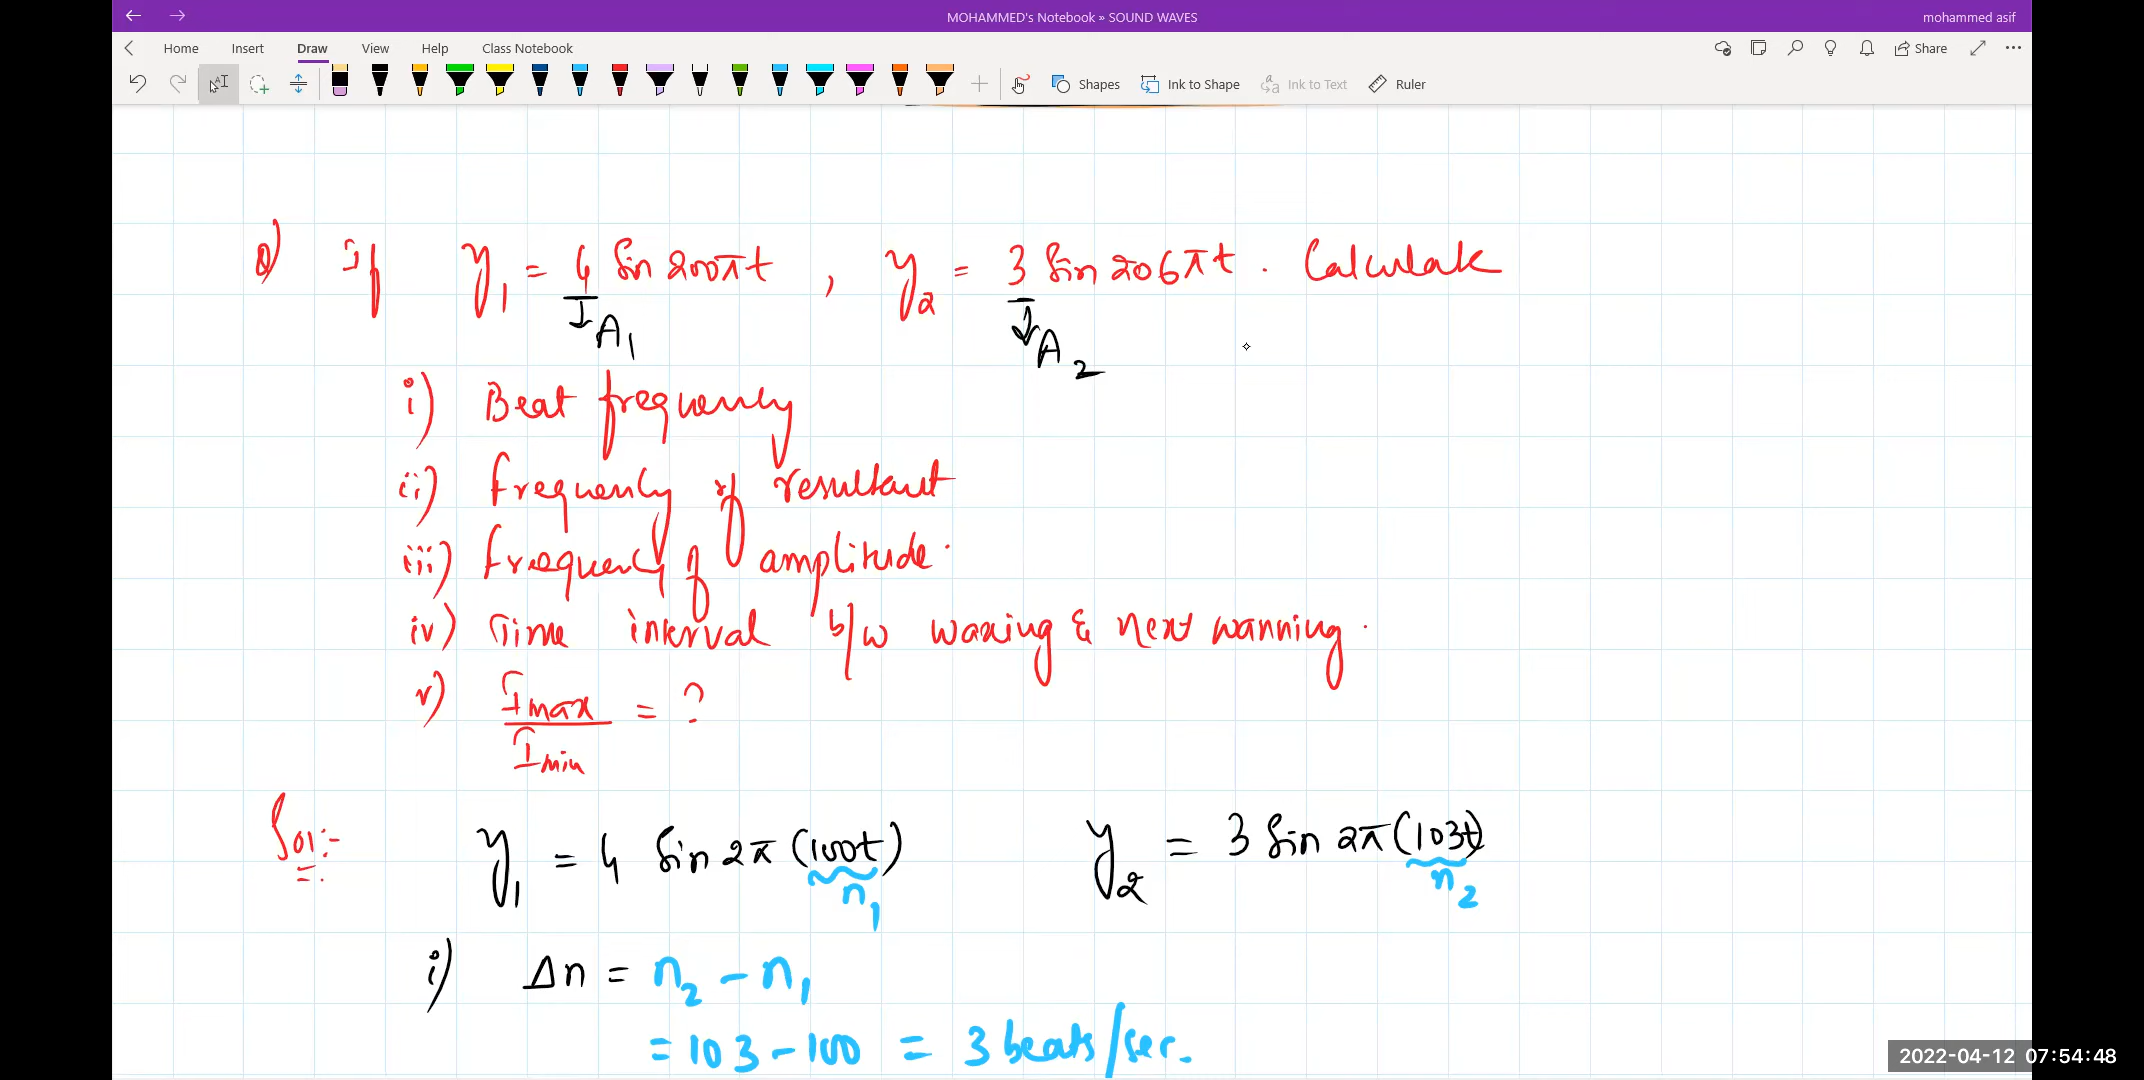 MOHAMMED's Notebook » SOUND WAVES
mohammed asif
Home Insert Draw View Help Class Notebook Share
Shapes Ink to Shape Ink to Text Ruler
Q) If y₁ = 4 Sin 200πt , y₂ = 3 Sin 206πt . Calculate
A₁ A₂
i) Beat frequency
ii) frequency of resultant
iii) frequency of amplitude.
iv) Time interval b/w waxing & next wanning.
v) Imax / Imin = ?
Sol:-
y₁ = 4 Sin 2π (100t) y₂ = 3 Sin 2π (103t)
n₁ n₂
i) Δn = n₂ - n₁
= 103 - 100 = 3 beats/sec.
2022-04-12 07:54:48